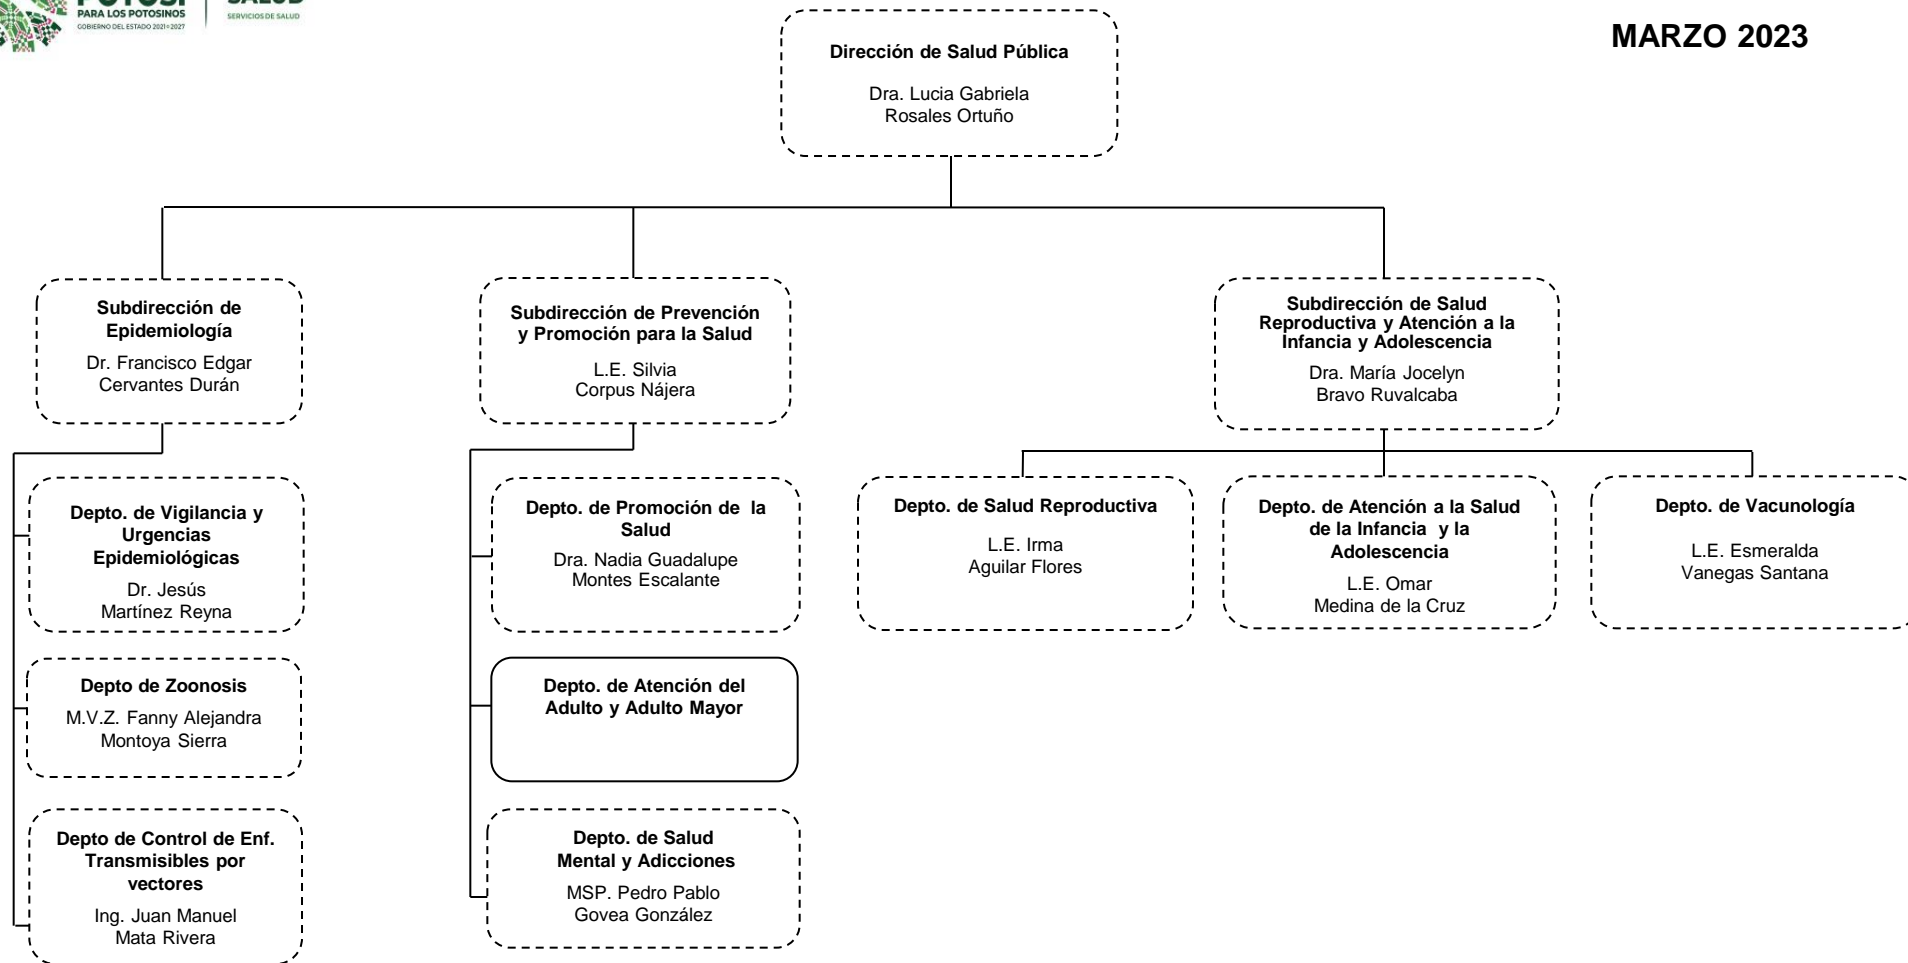 POTOSÍ
PARA LOS POTOSINOS
GOBIERNO DEL ESTADO 2021-2027
SALUD
SERVICIOS DE SALUD
MARZO 2023
Dirección de Salud Pública
Dra. Lucia Gabriela
Rosales Ortuño
Subdirección de
Epidemiología
Dr. Francisco Edgar
Cervantes Durán
Subdirección de Prevención
y Promoción para la Salud
L.E. Silvia
Corpus Nájera
Subdirección de Salud
Reproductiva y Atención a la
Infancia y Adolescencia
Dra. María Jocelyn
Bravo Ruvalcaba
Depto. de Vigilancia y
Urgencias
Epidemiológicas
Dr. Jesús
Martínez Reyna
Depto de Zoonosis
M.V.Z. Fanny Alejandra
Montoya Sierra
Depto de Control de Enf.
Transmisibles por
vectores
Ing. Juan Manuel
Mata Rivera
Depto. de Promoción de la
Salud
Dra. Nadia Guadalupe
Montes Escalante
Depto. de Atención del
Adulto y Adulto Mayor
Depto. de Salud
Mental y Adicciones
MSP. Pedro Pablo
Govea González
Depto. de Salud Reproductiva
L.E. Irma
Aguilar Flores
Depto. de Atención a la Salud
de la Infancia y la
Adolescencia
L.E. Omar
Medina de la Cruz
Depto. de Vacunología
L.E. Esmeralda
Vanegas Santana